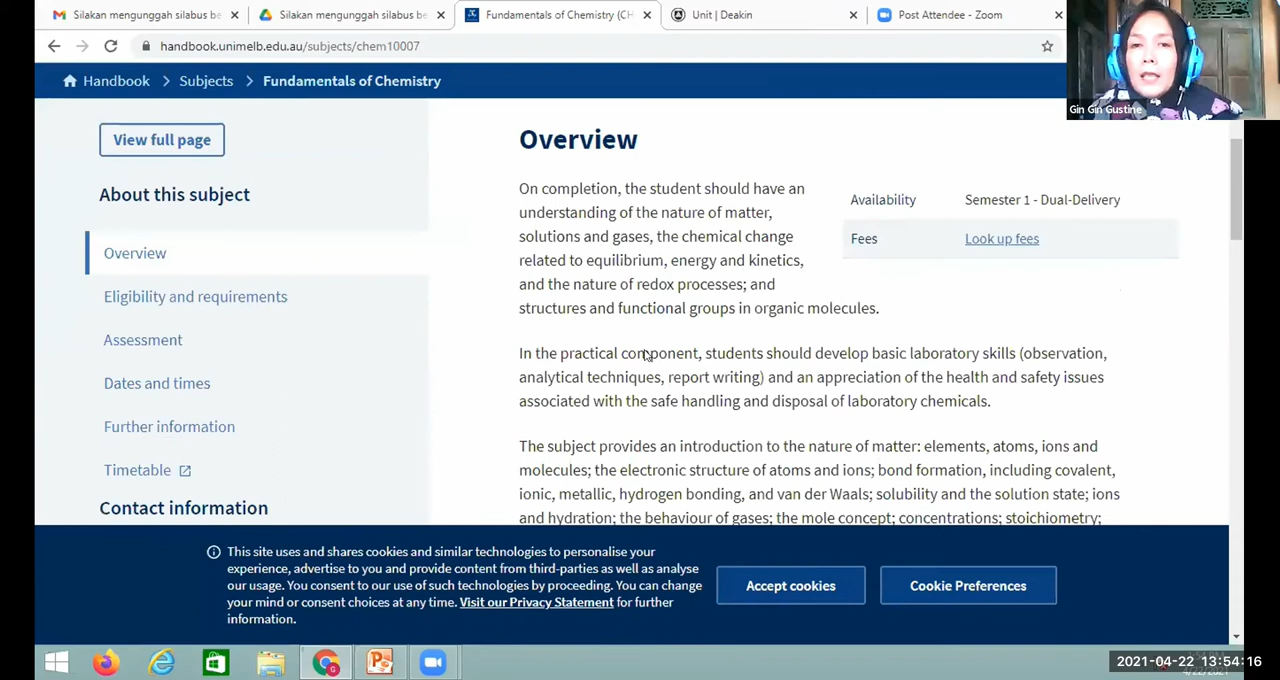 Silakan mengunggah silabus be
Silakan mengunggah silabus be
Fundamentals of Chemistry (CH
Unit | Deakin
Post Attendee - Zoom
handbook.unimelb.edu.au/subjects/chem10007
Gin Gin Gustine
Handbook > Subjects > Fundamentals of Chemistry
View full page
About this subject
Overview
Eligibility and requirements
Assessment
Dates and times
Further information
Timetable
Contact information
Overview
On completion, the student should have an
understanding of the nature of matter,
solutions and gases, the chemical change
related to equilibrium, energy and kinetics,
and the nature of redox processes; and
structures and functional groups in organic molecules.
Availability Semester 1 - Dual-Delivery
Fees Look up fees
In the practical component, students should develop basic laboratory skills (observation,
analytical techniques, report writing) and an appreciation of the health and safety issues
associated with the safe handling and disposal of laboratory chemicals.
The subject provides an introduction to the nature of matter: elements, atoms, ions and
molecules; the electronic structure of atoms and ions; bond formation, including covalent,
ionic, metallic, hydrogen bonding, and van der Waals; solubility and the solution state; ions
and hydration; the behaviour of gases; the mole concept; concentrations; stoichiometry;
This site uses and shares cookies and similar technologies to personalise your
experience, advertise to you and provide content from third-parties as well as analyse
our usage. You consent to our use of such technologies by proceeding. You can change
your mind or consent choices at any time. Visit our Privacy Statement for further
information.
Accept cookies
Cookie Preferences
2021-04-22 13:54:16